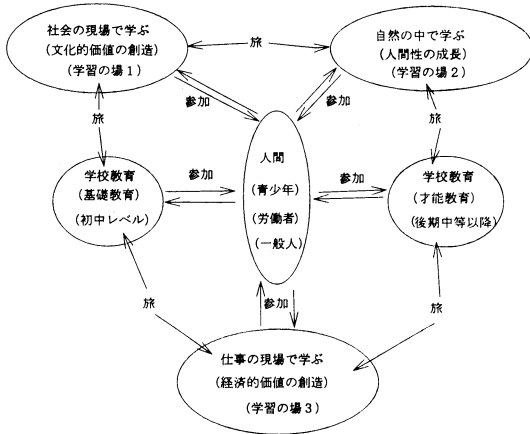 社会の現場で学ぶ
(文化的価値の創造)
(学習の場1)
旅
自然の中で学ぶ
(人間性の成長)
(学習の場2)
参加
参加
旅
旅
人間
(青少年)
(労働者)
(一般人)
学校教育
(基礎教育)
(初中レベル)
参加
参加
学校教育
(才能教育)
(後期中等以降)
旅
参加
旅
仕事の現場で学ぶ
(経済的価値の創造)
(学習の場3)